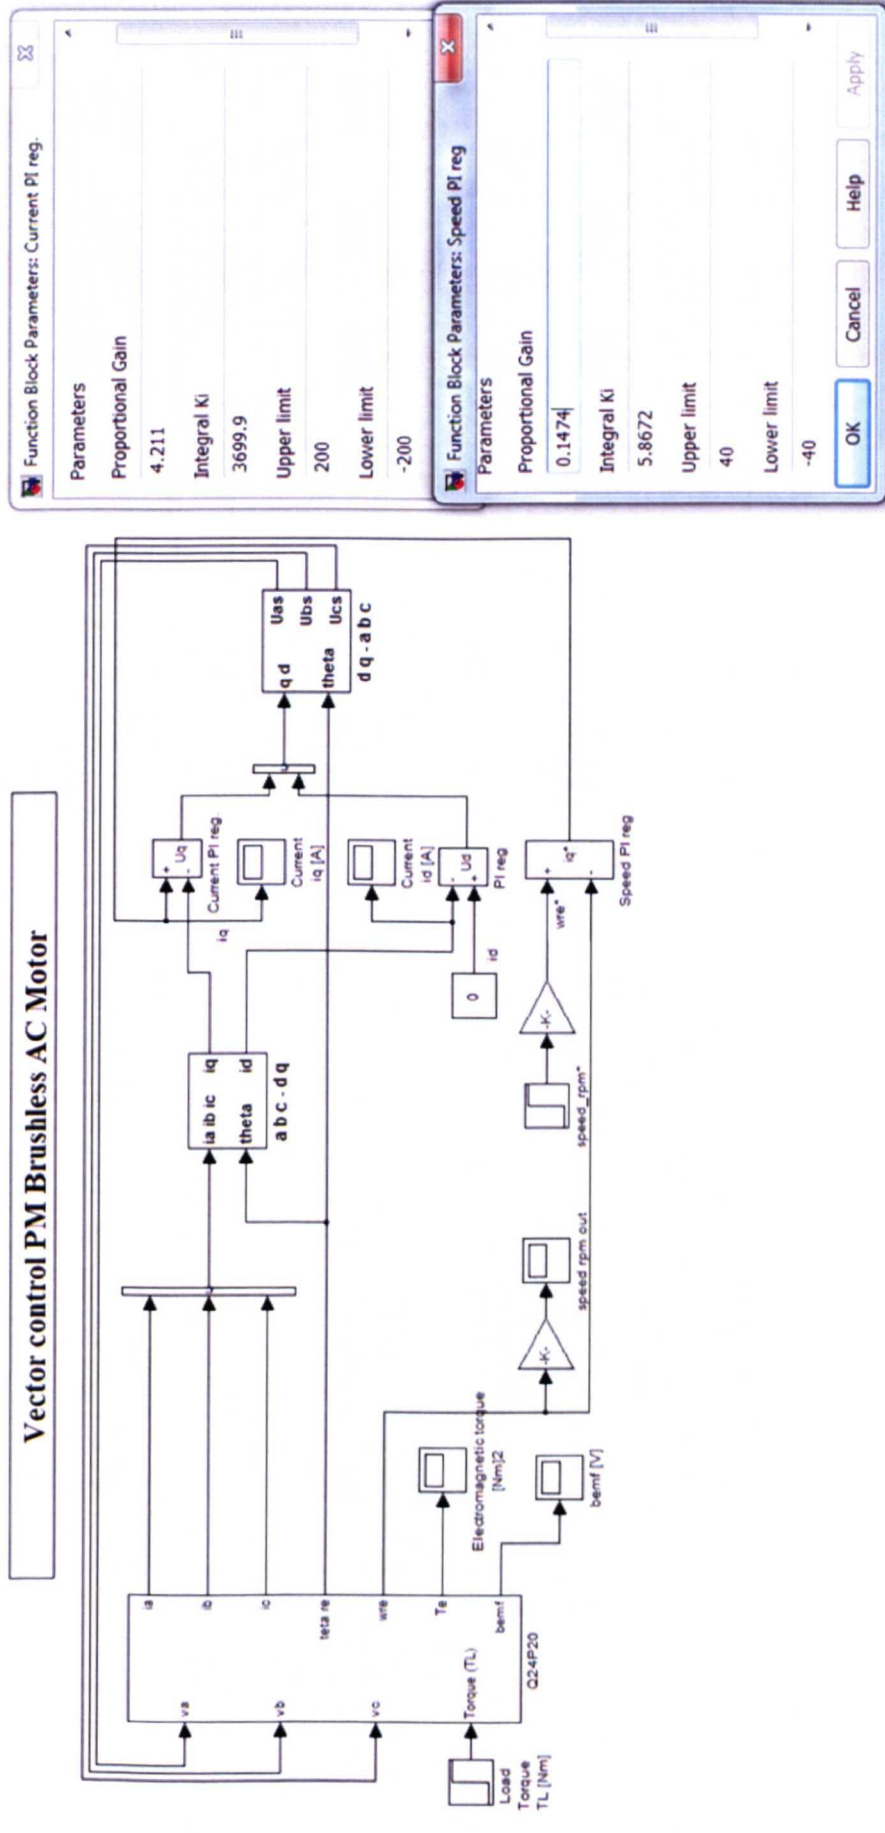 Vector control PM Brushless AC Motor
va
vb
vc
Torque (TL)
Load
Torque
TL [Nm]
ia
ib
ic
teta re
wre
Te
bemf
Q24P20
Electromagnetic torque
[Nm]2
bemf [V]
-K-
speed rpm out
ia ib ic
theta
iq
id
a b c - d q
speed_rpm*
-K-
wre*
0
id
iq
+
-
Uq
Current PI reg.
Current
iq [A]
Current
id [A]
-
+
Ud
PI reg
+
-
iq*
Speed PI reg
q d
theta
Uas
Ubs
Ucs
d q - a b c
Function Block Parameters: Current PI reg.
Parameters
Proportional Gain
4.211
Integral Ki
3699.9
Upper limit
200
Lower limit
-200
Function Block Parameters: Speed PI reg
Parameters
Proportional Gain
0.1474
Integral Ki
5.8672
Upper limit
40
Lower limit
-40
OK
Cancel
Help
Apply